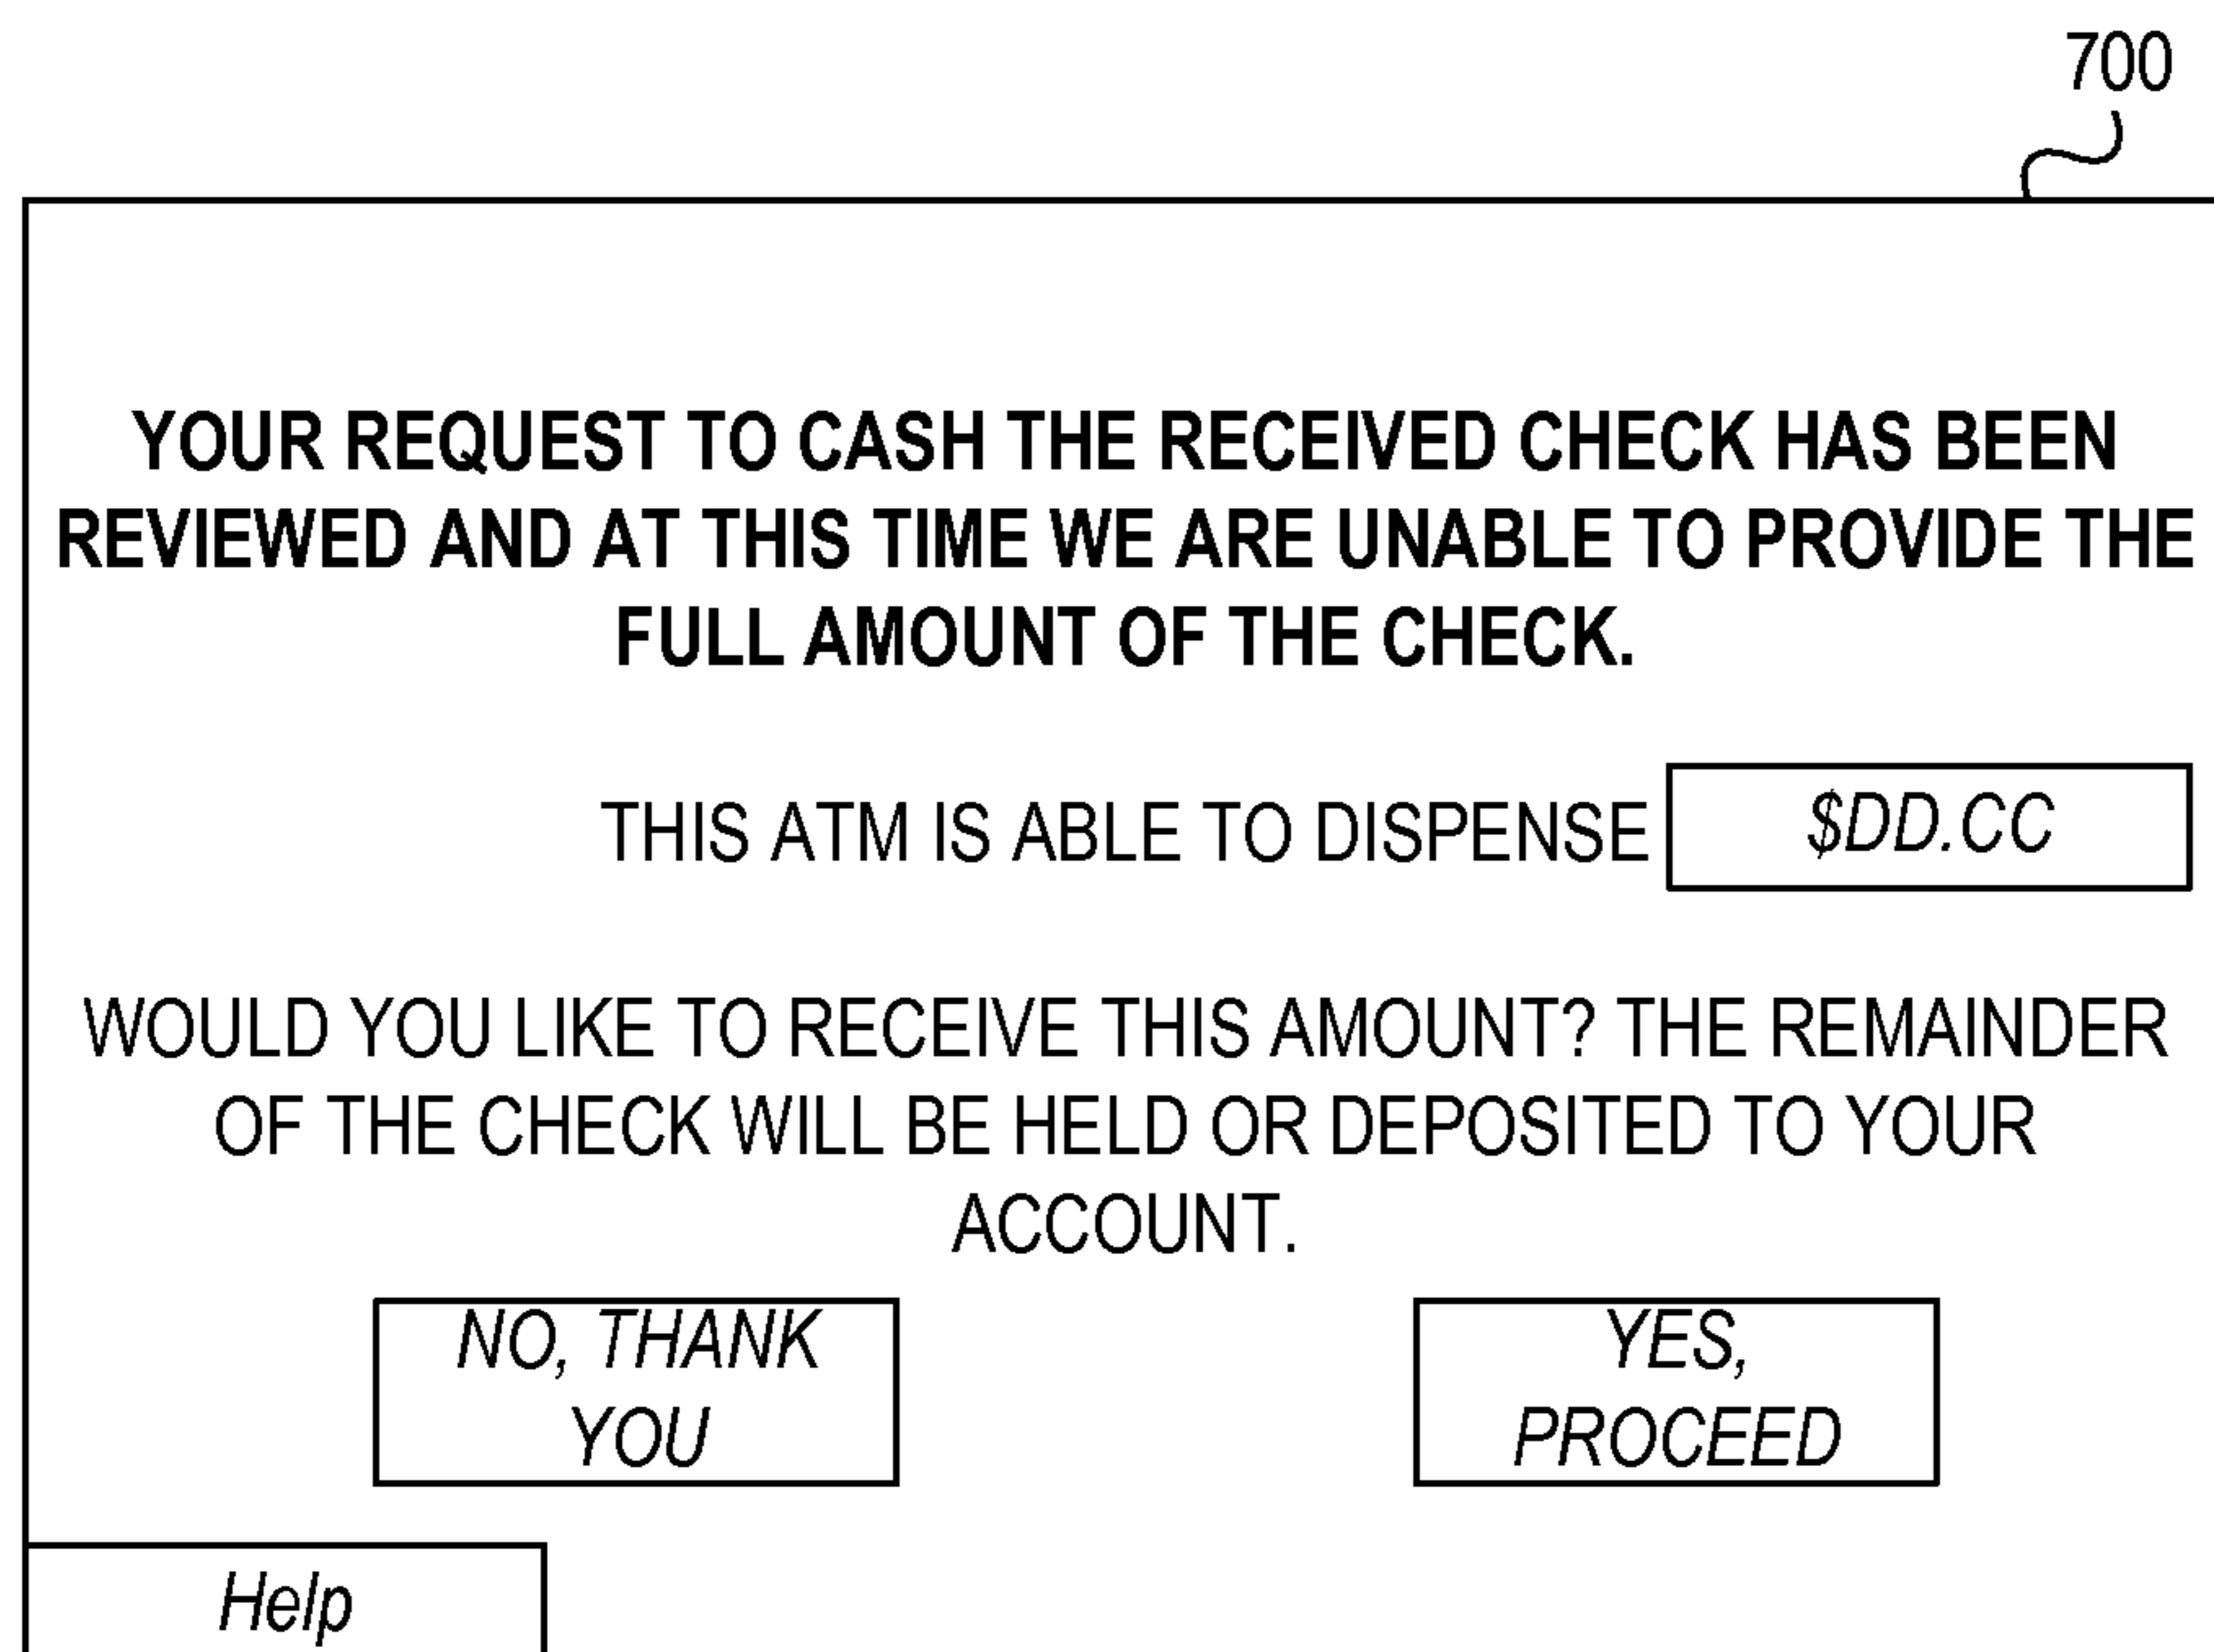 700
YOUR REQUEST TO CASH THE RECEIVED CHECK HAS BEEN
REVIEWED AND AT THIS TIME WE ARE UNABLE TO PROVIDE THE
FULL AMOUNT OF THE CHECK.
THIS ATM IS ABLE TO DISPENSE $DD.CC
WOULD YOU LIKE TO RECEIVE THIS AMOUNT? THE REMAINDER
OF THE CHECK WILL BE HELD OR DEPOSITED TO YOUR
ACCOUNT.
NO, THANK
YOU
YES,
PROCEED
Help